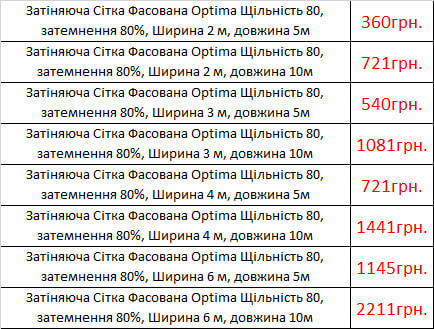 Затіняюча Сітка Фасована Optima Щільність 80,
затемнення 80%, Ширина 2 м, довжина 5м
360грн.
Затіняюча Сітка Фасована Optima Щільність 80,
затемнення 80%, Ширина 2 м, довжина 10м
721грн.
Затіняюча Сітка Фасована Optima Щільність 80,
затемнення 80%, Ширина 3 м, довжина 5м
540грн.
Затіняюча Сітка Фасована Optima Щільність 80,
затемнення 80%, Ширина 3 м, довжина 10м
1081грн.
Затіняюча Сітка Фасована Optima Щільність 80,
затемнення 80%, Ширина 4 м, довжина 5м
721грн.
Затіняюча Сітка Фасована Optima Щільність 80,
затемнення 80%, Ширина 4 м, довжина 10м
1441грн.
Затіняюча Сітка Фасована Optima Щільність 80,
затемнення 80%, Ширина 6 м, довжина 5м
1145грн.
Затіняюча Сітка Фасована Optima Щільність 80,
затемнення 80%, Ширина 6 м, довжина 10м
2211грн.